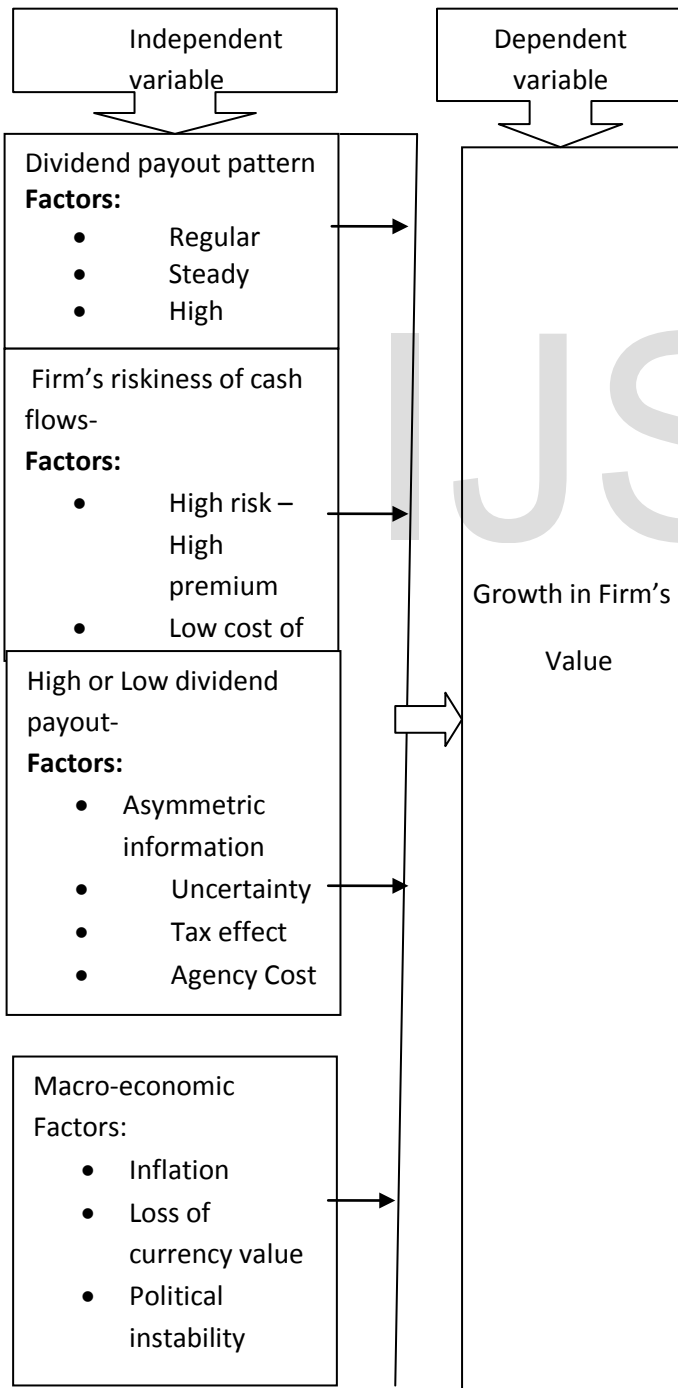 Independent
variable
Dependent
variable
Dividend payout pattern
Factors:
• Regular
• Steady
• High
Firm’s riskiness of cash
flows-
Factors:
• High risk –
High
premium
• Low cost of
High or Low dividend
payout-
Factors:
• Asymmetric
information
• Uncertainty
• Tax effect
• Agency Cost
Macro-economic
Factors:
• Inflation
• Loss of
currency value
• Political
instability
Growth in Firm’s
Value
IJS